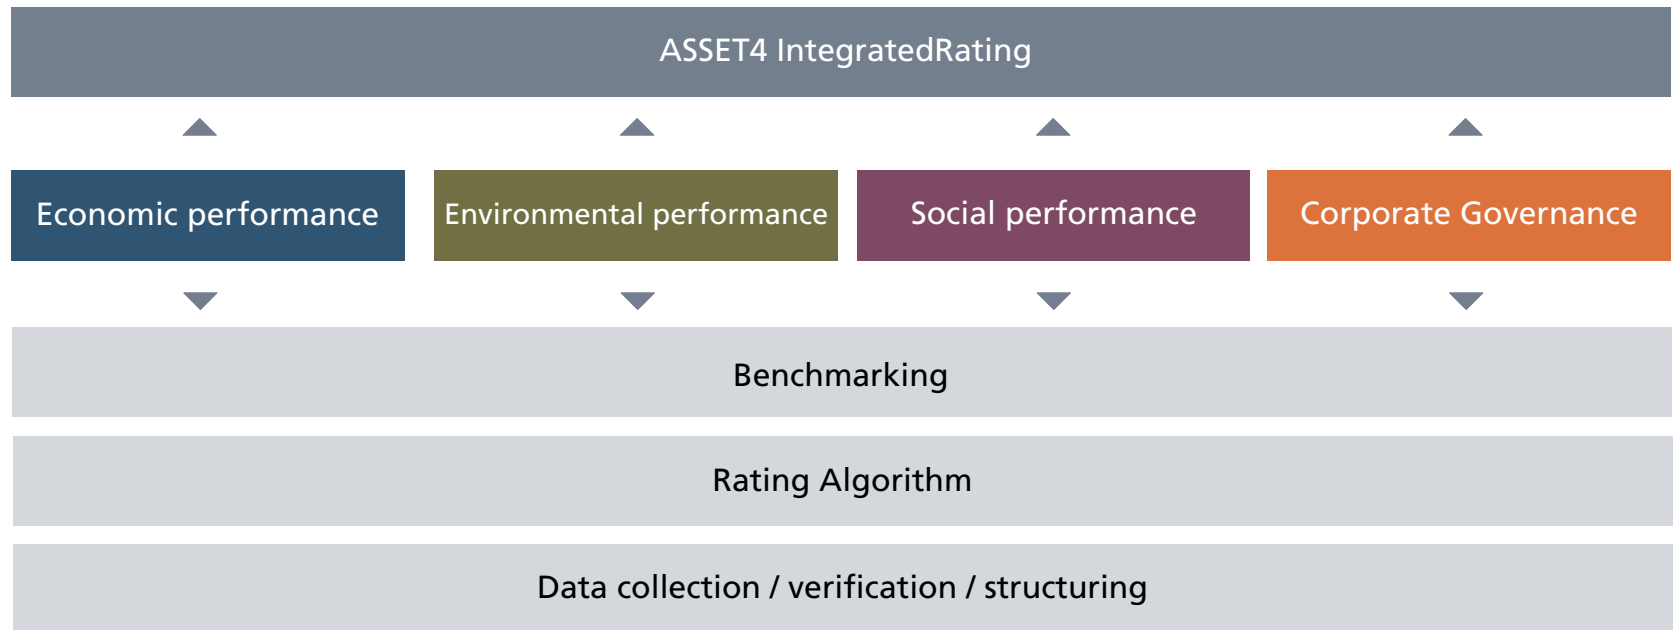 ASSET4 IntegratedRating
Economic performance
Environmental performance
Social performance
Corporate Governance
Benchmarking
Rating Algorithm
Data collection / verification / structuring